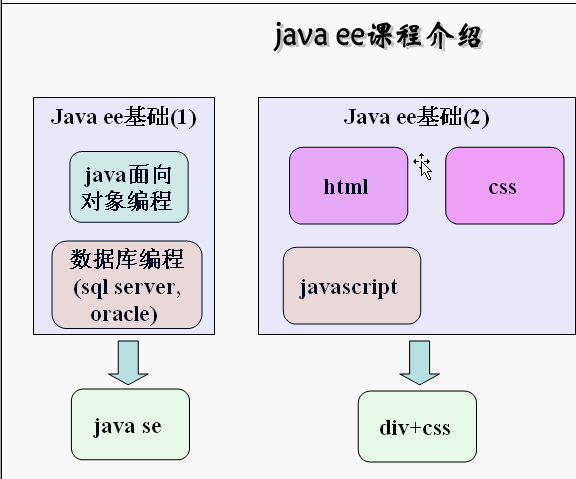 java ee课程介绍
Java ee基础(1)
java面向
对象编程
数据库编程
(sql server,
oracle)
java se
Java ee基础(2)
html
css
javascript
div+css